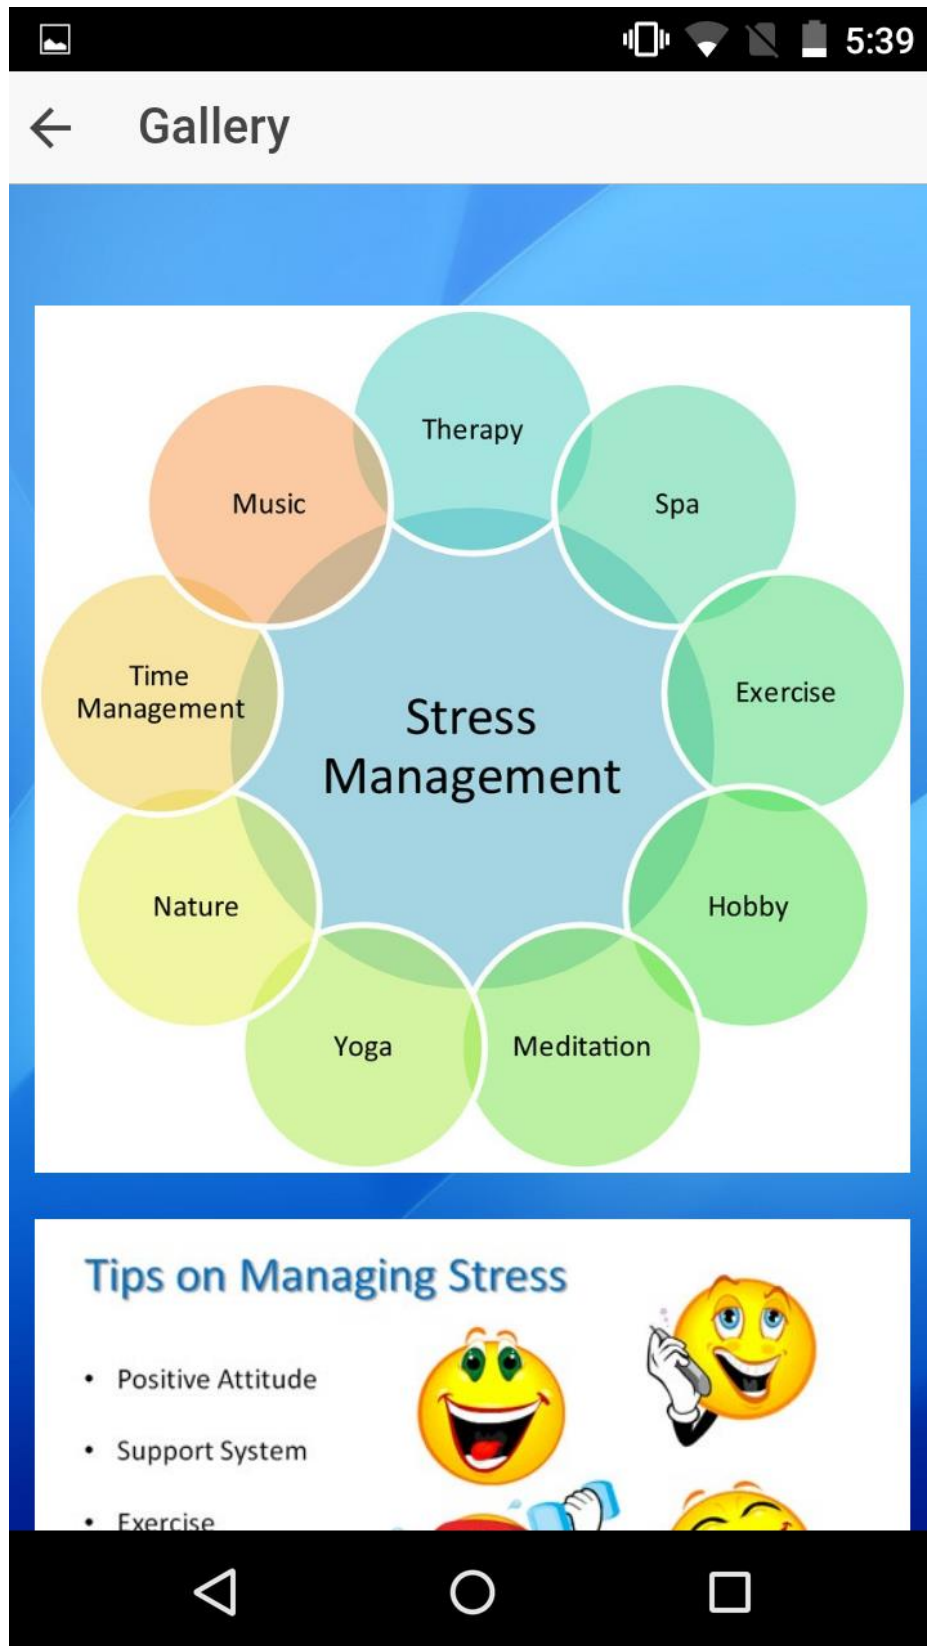 5:39
Gallery
Therapy
Music
Spa
Time
Management
Exercise
Stress
Management
Nature
Hobby
Yoga
Meditation
Tips on Managing Stress
• Positive Attitude
• Support System
• Exercise